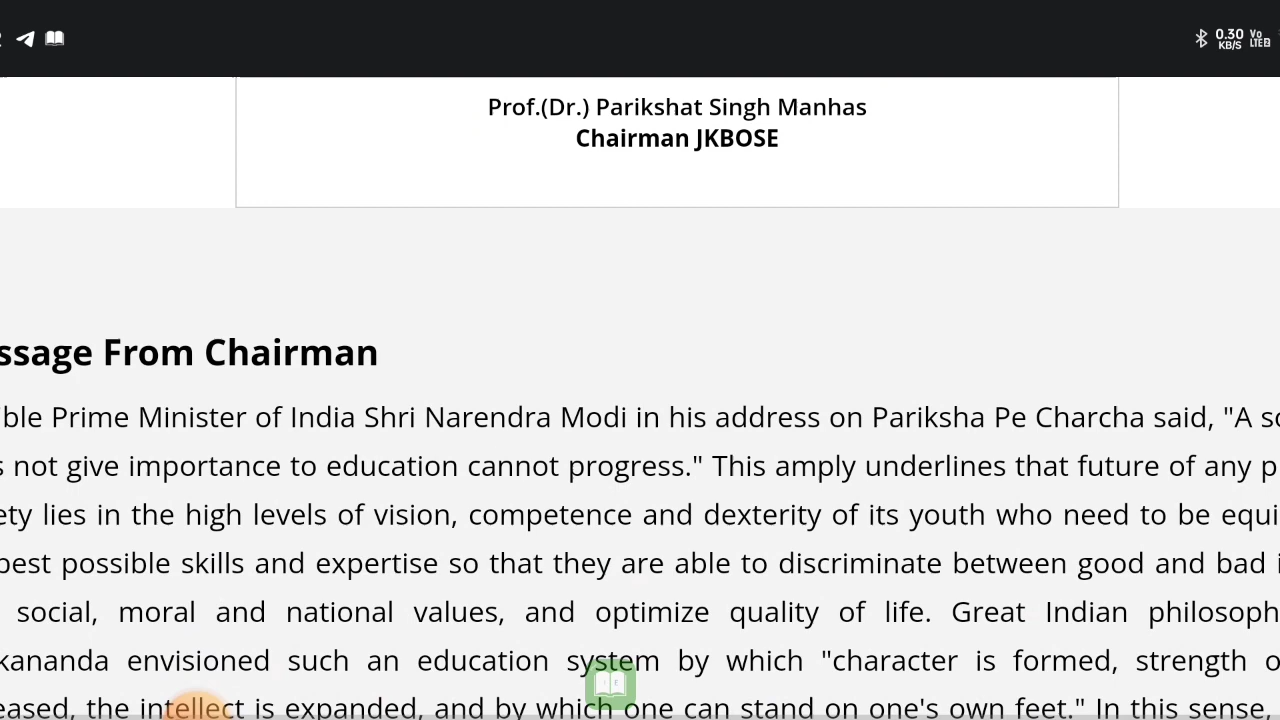 0.30
KB/S
Vo
LTE2
Prof.(Dr.) Parikshat Singh Manhas
Chairman JKBOSE
ssage From Chairman
ble Prime Minister of India Shri Narendra Modi in his address on Pariksha Pe Charcha said, "A so
s not give importance to education cannot progress." This amply underlines that future of any p
ety lies in the high levels of vision, competence and dexterity of its youth who need to be equi
best possible skills and expertise so that they are able to discriminate between good and bad i
social, moral and national values, and optimize quality of life. Great Indian philosoph
kananda envisioned such an education system by which "character is formed, strength o
eased, the intellect is expanded, and by which one can stand on one's own feet." In this sense,